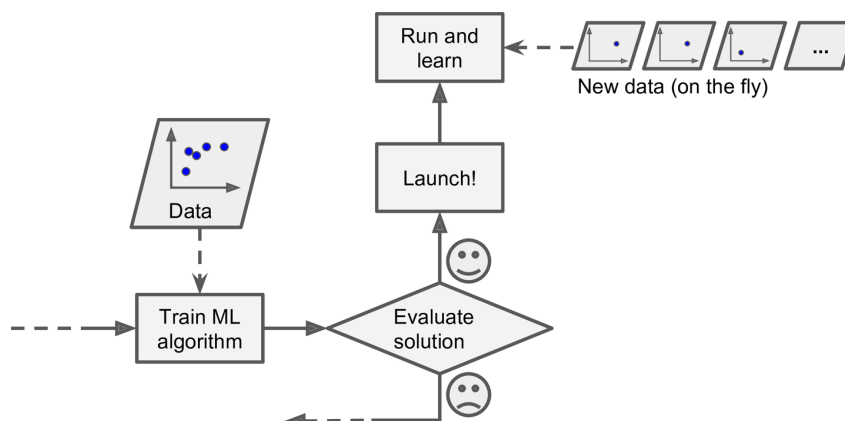 Run and
learn
...
New data (on the fly)
Launch!
Data
Train ML
algorithm
Evaluate
solution